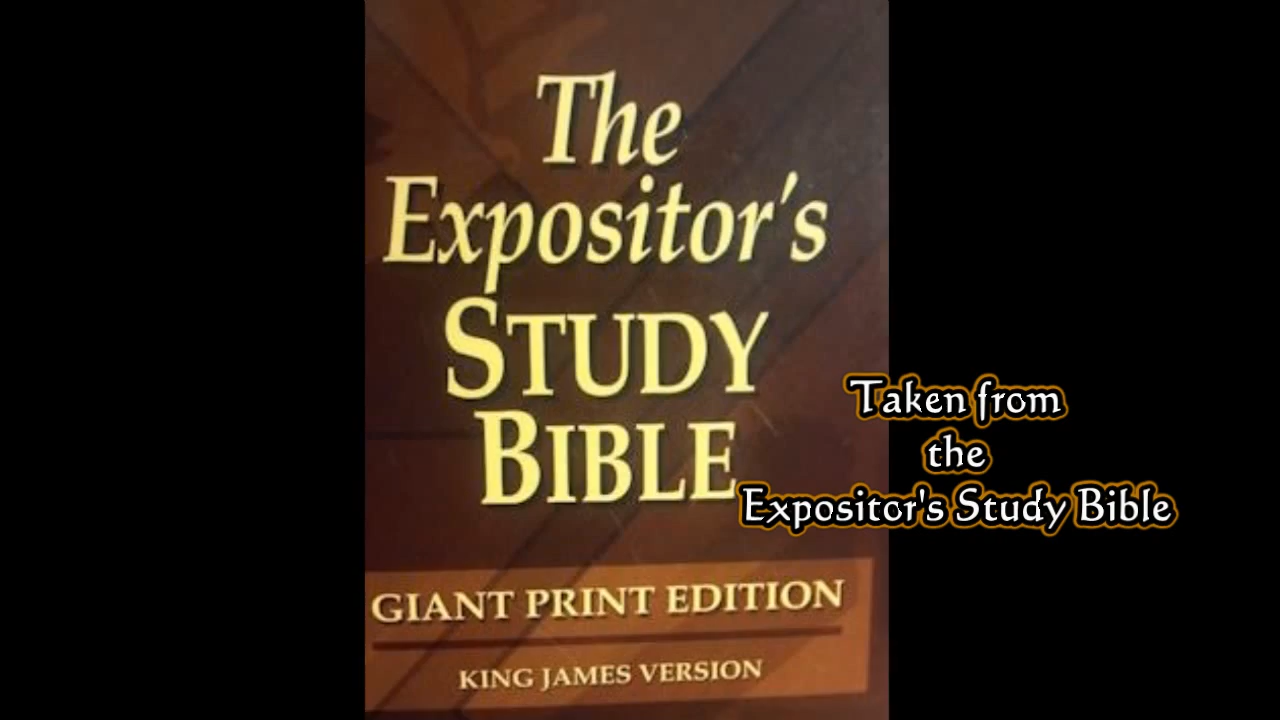 The
Expositor's
STUDY
BIBLE
GIANT PRINT EDITION
KING JAMES VERSION
Taken from
the
Expositor's Study Bible